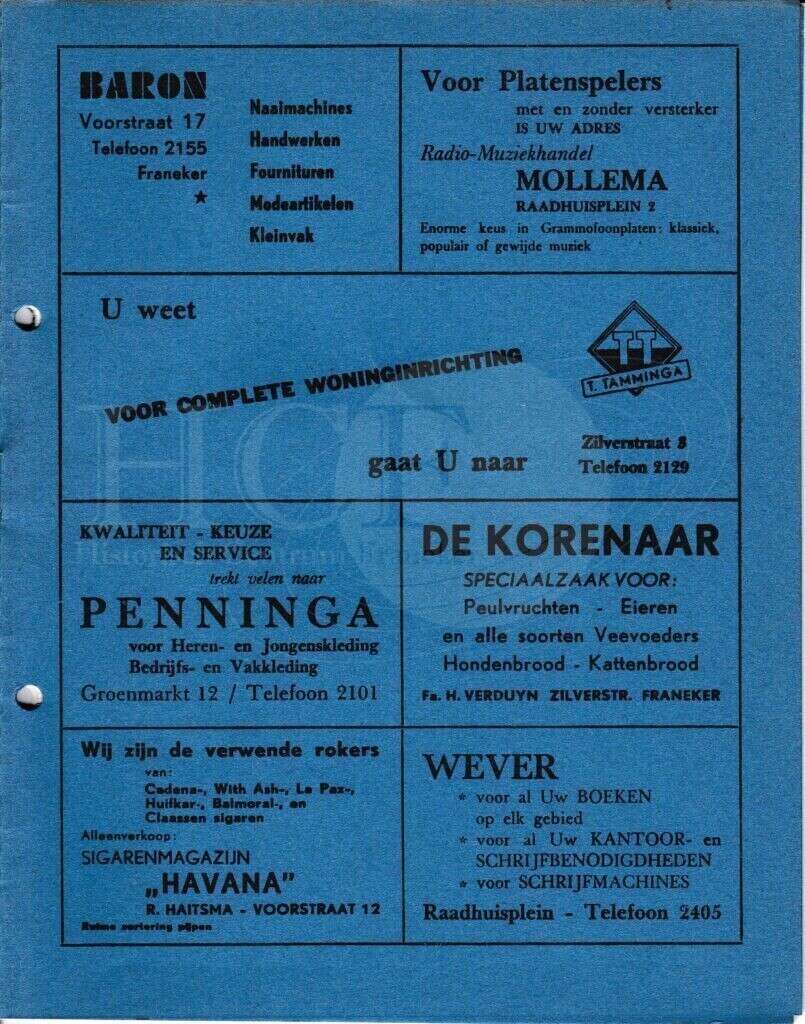 BARON
Voorstraat 17
Telefoon 2155
Franeker
★
Naaimachines
Handwerken
Fournituren
Modeartikelen
Kleinvak
Voor Platenspelers
met en zonder versterker
IS UW ADRES
Radio-Muziekhandel
MOLLEMA
RAADHUISPLEIN 2
Enorme keus in Grammofoonplaten: klassiek,
populair of gewijde muziek
U weet
VOOR COMPLETE WONINGINRICHTING
gaat U naar
TT
T. TAMMINGA
Zilverstraat 8
Telefoon 2129
HCF
KWALITEIT - KEUZE
EN SERVICE
trekt velen naar
PENNINGA
voor Heren- en Jongenskleding
Bedrijfs- en Vakkleding
Groenmarkt 12 / Telefoon 2101
DE KORENAAR
SPECIAALZAAK VOOR:
Peulvruchten - Eieren
en alle soorten Veevoeders
Hondenbrood - Kattenbrood
Fa. H. VERDUYN ZILVERSTR. FRANEKER
Wij zijn de verwende rokers
van:
Cadena-, With Ash-, La Paz-,
Huifkar-, Balmoral-, en
Claassen sigaren
Alleenverkoop:
SIGARENMAGAZIJN
„HAVANA"
R. HAITSMA - VOORSTRAAT 12
Ruime sortering pijpen
WEVER
* voor al Uw BOEKEN
op elk gebied
* voor al Uw KANTOOR- en
SCHRIJFBENODIGDHEDEN
* voor SCHRIJFMACHINES
Raadhuisplein - Telefoon 2405